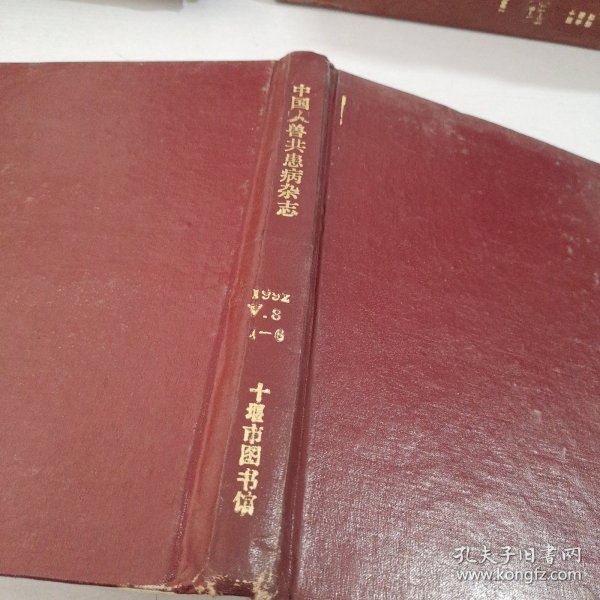 中国人兽共患病杂志
1992
V.8
1—6
十堰市图书馆
孔夫子旧书网
www.kongfz.com